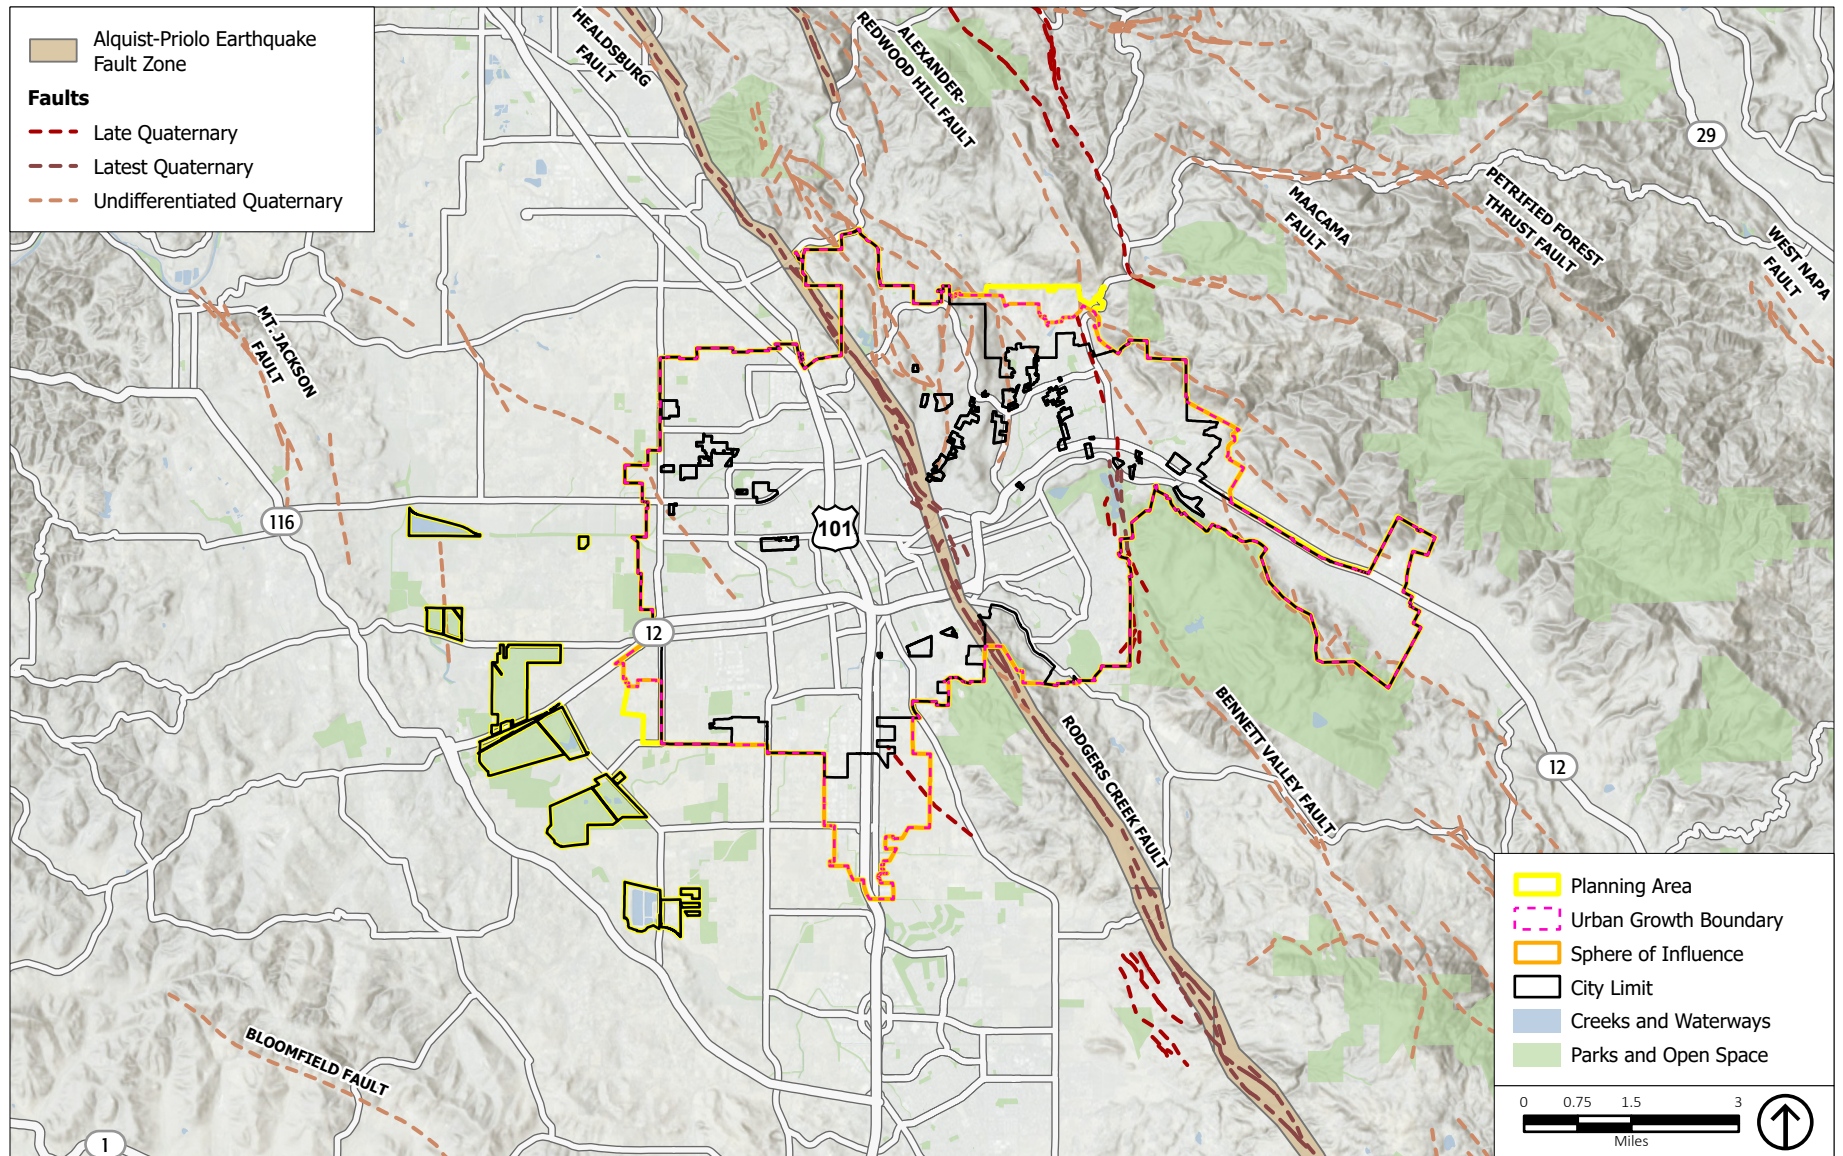 Alquist-Priolo Earthquake
Fault Zone
Faults
Late Quaternary
Latest Quaternary
Undifferentiated Quaternary
HEALDSBURG
FAULT
ALEXANDER-
REDWOOD HILL FAULT
29
MAACAMA
FAULT
PETRIFIED FOREST
THRUST FAULT
WEST NAPA
FAULT
MT. JACKSON
FAULT
116
101
12
BENNETT VALLEY FAULT
RODGERS CREEK FAULT
12
BLOOMFIELD FAULT
1
Planning Area
Urban Growth Boundary
Sphere of Influence
City Limit
Creeks and Waterways
Parks and Open Space
0 0.75 1.5 3
Miles